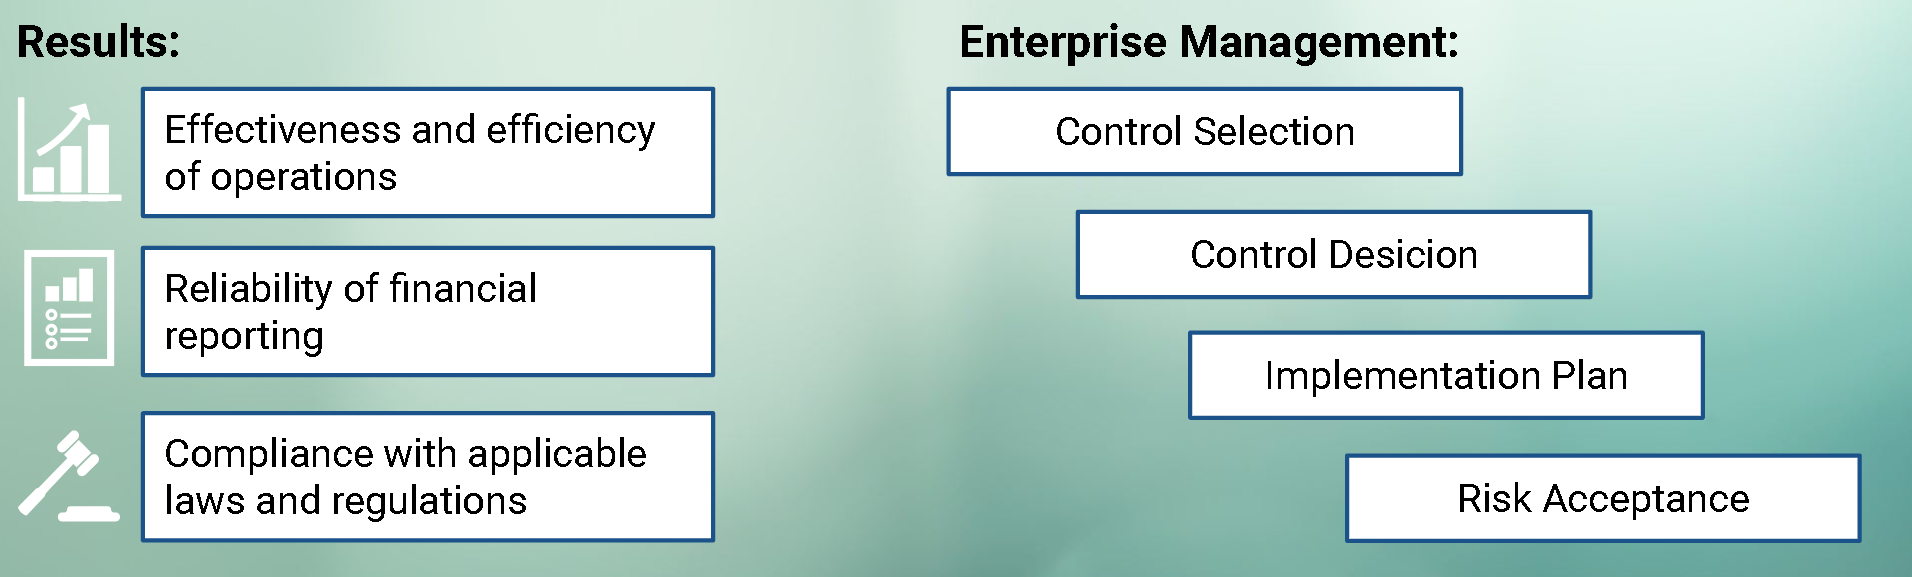 Results:
Effectiveness and efficiency
of operations
Reliability of financial
reporting
Compliance with applicable
laws and regulations
Enterprise Management:
Control Selection
Control Desicion
Implementation Plan
Risk Acceptance